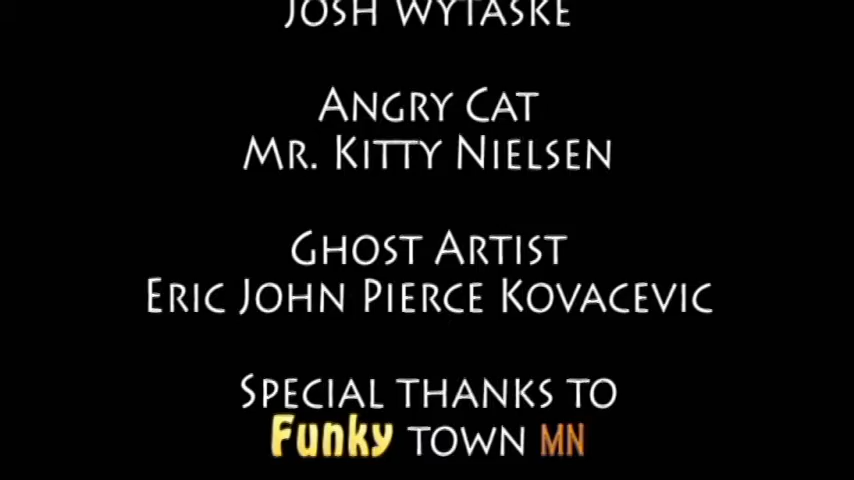 JOSH WYTASKE
ANGRY CAT
MR. KITTY NIELSEN
GHOST ARTIST
ERIC JOHN PIERCE KOVACEVIC
SPECIAL THANKS TO
Funky TOWN MN